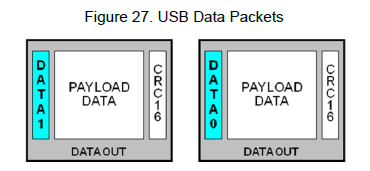 Figure 27. USB Data Packets
DATA1
PAYLOAD
DATA
CRC16
DATA OUT
DATA0
PAYLOAD
DATA
CRC16
DATA OUT